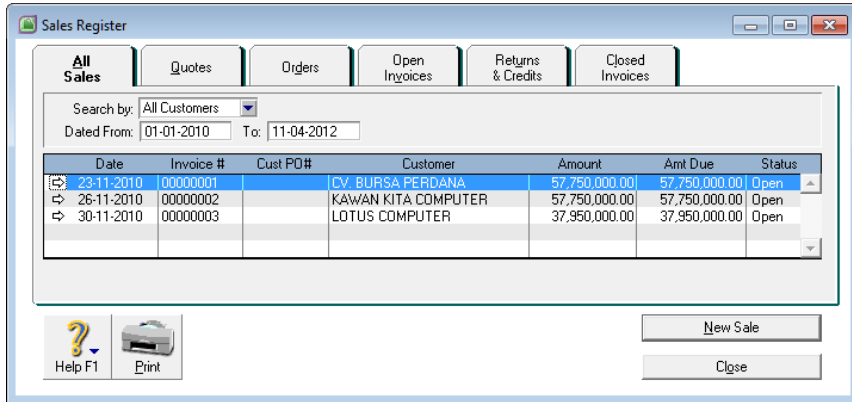 Sales Register
All Sales Quotes Orders Open Invoices Returns & Credits Closed Invoices
Search by: All Customers
Dated From: 01-01-2010 To: 11-04-2012
Date Invoice # Cust PO# Customer Amount Amt Due Status
23-11-2010 00000001 CV. BURSA PERDANA 57,750,000.00 57,750,000.00 Open
26-11-2010 00000002 KAWAN KITA COMPUTER 57,750,000.00 57,750,000.00 Open
30-11-2010 00000003 LOTUS COMPUTER 37,950,000.00 37,950,000.00 Open
New Sale
Help F1 Print Close